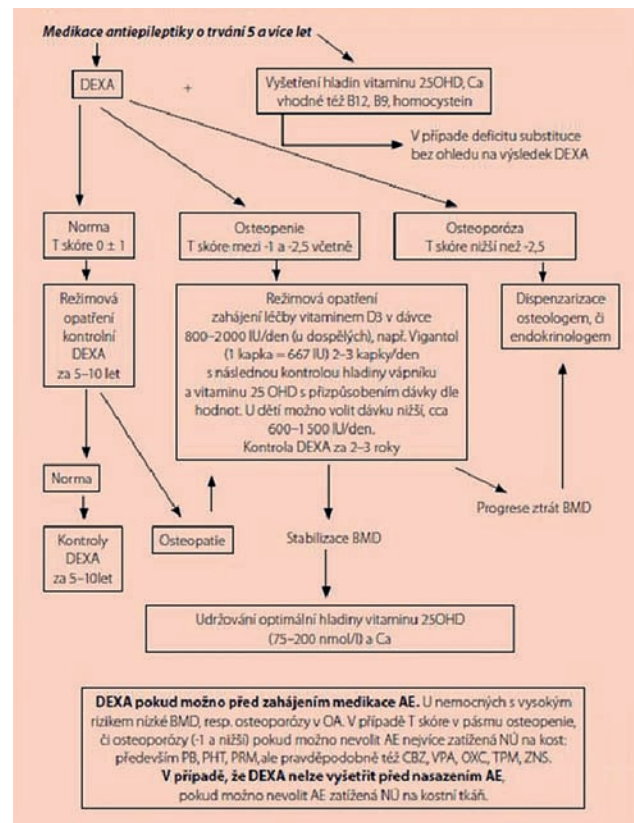 Medikace antiepileptiky o trvání 5 a více let
DEXA
+
Vyšetření hladin vitaminu 25OHD, Ca
vhodné též B12, B9, homocystein
V případe deficitu substituce
bez ohledu na výsledek DEXA
Norma
T skóre 0 ± 1
Osteopenie
T skóre mezi -1 a -2,5 včetně
Osteoporóza
T skóre nižší než -2,5
Režimová
opatření
kontrolní
DEXA
za 5–10 let
Režimová opatření
zahájení léčby vitaminem D3 v dávce
800–2 000 IU/den (u dospělých), např. Vigantol
(1 kapka = 667 IU) 2–3 kapky/den
s následnou kontrolou hladiny vápníku
a vitaminu 25 OHD s přizpůsobením dávky dle
hodnot. U dětí možno volit dávku nižší, cca
600–1 500 IU/den.
Kontrola DEXA za 2–3 roky
Dispenzarizace
osteologem, či
endokrinologem
Norma
Kontroly
DEXA
za 5–10let
Osteopatie
Stabilizace BMD
Progrese ztrát BMD
Udržování optimální hladiny vitaminu 25OHD
(75–200 nmol/l) a Ca
DEXA pokud možno před zahájením medikace AE. U nemocných s vysokým
rizikem nízké BMD, resp. osteoporózy v OA. V případě T skóre v pásmu osteopenie,
či osteoporózy (-1 a nižší) pokud možno nevolit AE nejvíce zatížená NÚ na kost:
především PB, PHT, PRM,ale pravděpodobně též CBZ, VPA, OXC, TPM, ZNS.
V případě, že DEXA nelze vyšetřit před nasazením AE,
pokud možno nevolit AE zatížená NÚ na kostní tkáň.